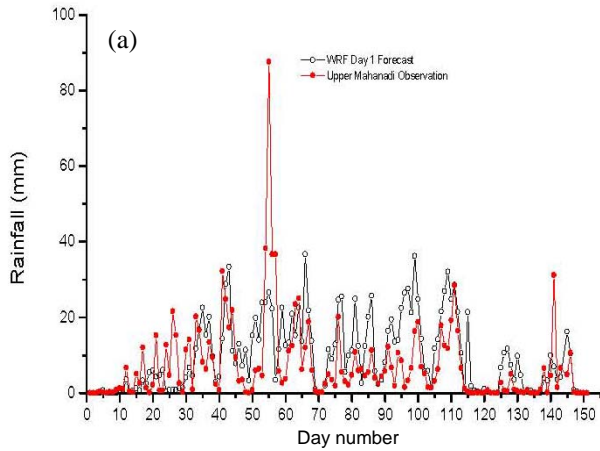 (a)
WRF Day 1 Forecast
Upper Mahanadi Observation
Rainfall (mm)
100
80
60
40
20
0
0 10 20 30 40 50 60 70 80 90 100 110 120 130 140 150
Day number